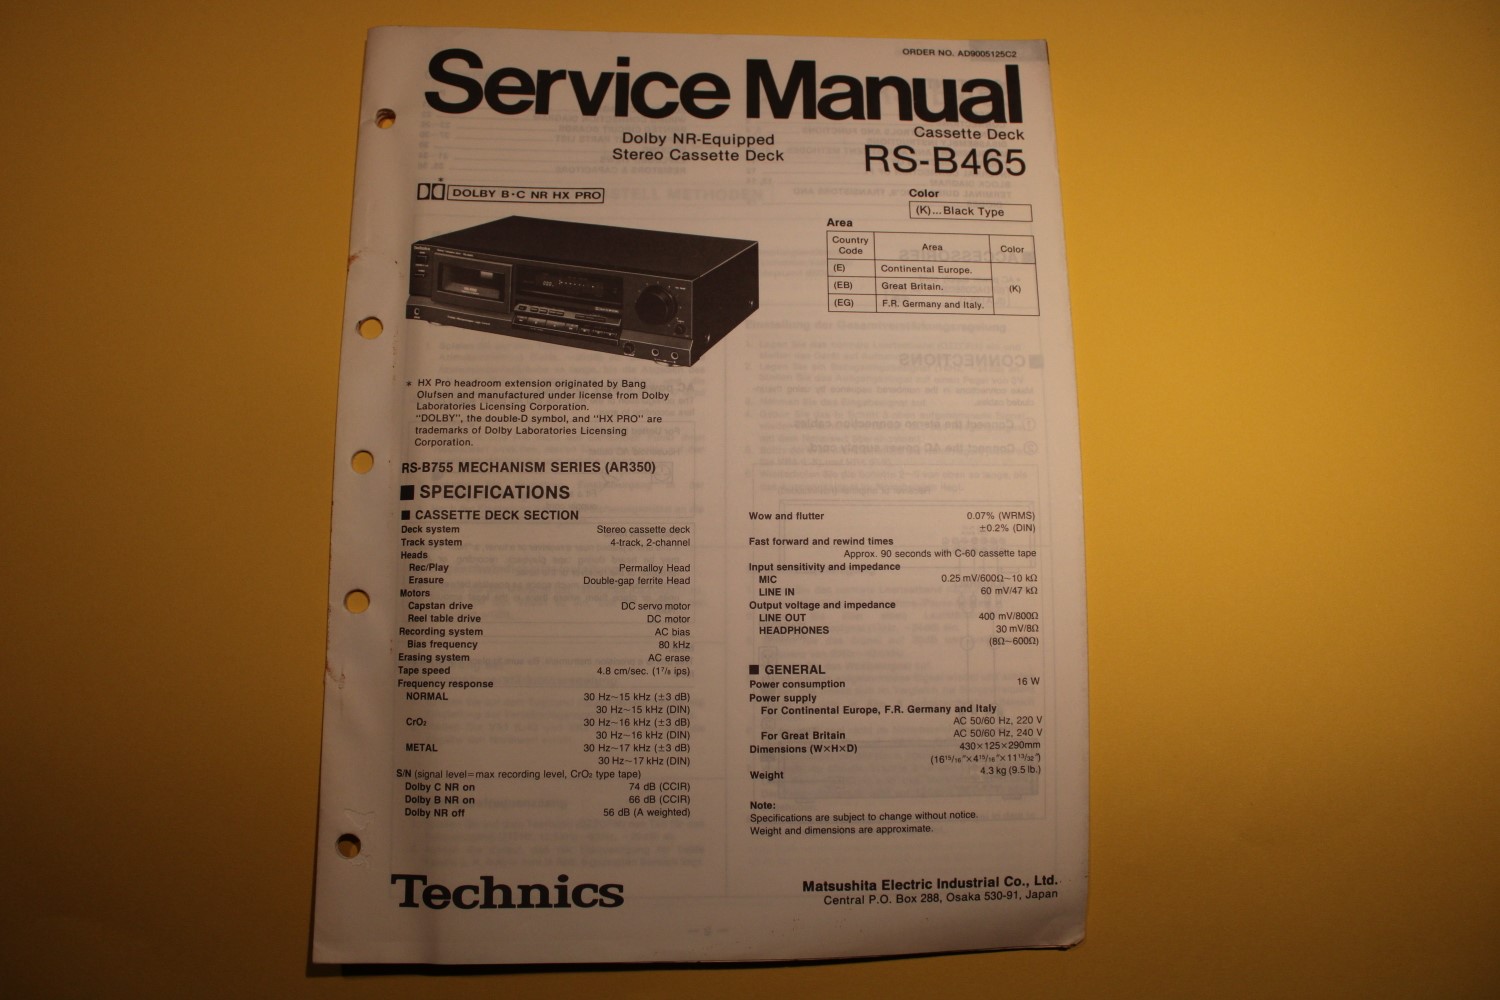 ORDER NO. AD9005125C2
Service Manual
Cassette Deck
Dolby NR-Equipped
Stereo Cassette Deck
RS-B465
DOLBY B·C NR HX PRO
*
Color
(K)...Black Type
Area
Country Code Area Color
(E) Continental Europe.
(EB) Great Britain. (K)
(EG) F.R. Germany and Italy.
* HX Pro headroom extension originated by Bang
Olufsen and manufactured under license from Dolby
Laboratories Licensing Corporation.
"DOLBY", the double-D symbol, and "HX PRO" are
trademarks of Dolby Laboratories Licensing
Corporation.
RS-B755 MECHANISM SERIES (AR350)
■ SPECIFICATIONS
■ CASSETTE DECK SECTION
Deck system Stereo cassette deck
Track system 4-track, 2-channel
Heads
Rec/Play Permalloy Head
Erasure Double-gap ferrite Head
Motors
Capstan drive DC servo motor
Reel table drive DC motor
Recording system AC bias
Bias frequency 80 kHz
Erasing system AC erase
Tape speed 4.8 cm/sec. (1⁷/₈ ips)
Frequency response
NORMAL 30 Hz~15 kHz (±3 dB)
30 Hz~15 kHz (DIN)
CrO₂ 30 Hz~16 kHz (±3 dB)
30 Hz~16 kHz (DIN)
METAL 30 Hz~17 kHz (±3 dB)
30 Hz~17 kHz (DIN)
S/N (signal level=max recording level, CrO₂ type tape)
Dolby C NR on 74 dB (CCIR)
Dolby B NR on 66 dB (CCIR)
Dolby NR off 56 dB (A weighted)
Wow and flutter 0.07% (WRMS)
±0.2% (DIN)
Fast forward and rewind times
Approx. 90 seconds with C-60 cassette tape
Input sensitivity and impedance
MIC 0.25 mV/600Ω~10 kΩ
LINE IN 60 mV/47 kΩ
Output voltage and impedance
LINE OUT 400 mV/800Ω
HEADPHONES 30 mV/8Ω
(8Ω~600Ω)
■ GENERAL
Power consumption 16 W
Power supply
For Continental Europe, F.R. Germany and Italy
AC 50/60 Hz, 220 V
For Great Britain AC 50/60 Hz, 240 V
Dimensions (W×H×D) 430×125×290mm
(16¹⁵/₁₆"×4¹⁵/₁₆"×11¹³/₃₂")
Weight 4.3 kg (9.5 lb.)
Note:
Specifications are subject to change without notice.
Weight and dimensions are approximate.
Technics
Matsushita Electric Industrial Co., Ltd.
Central P.O. Box 288, Osaka 530-91, Japan